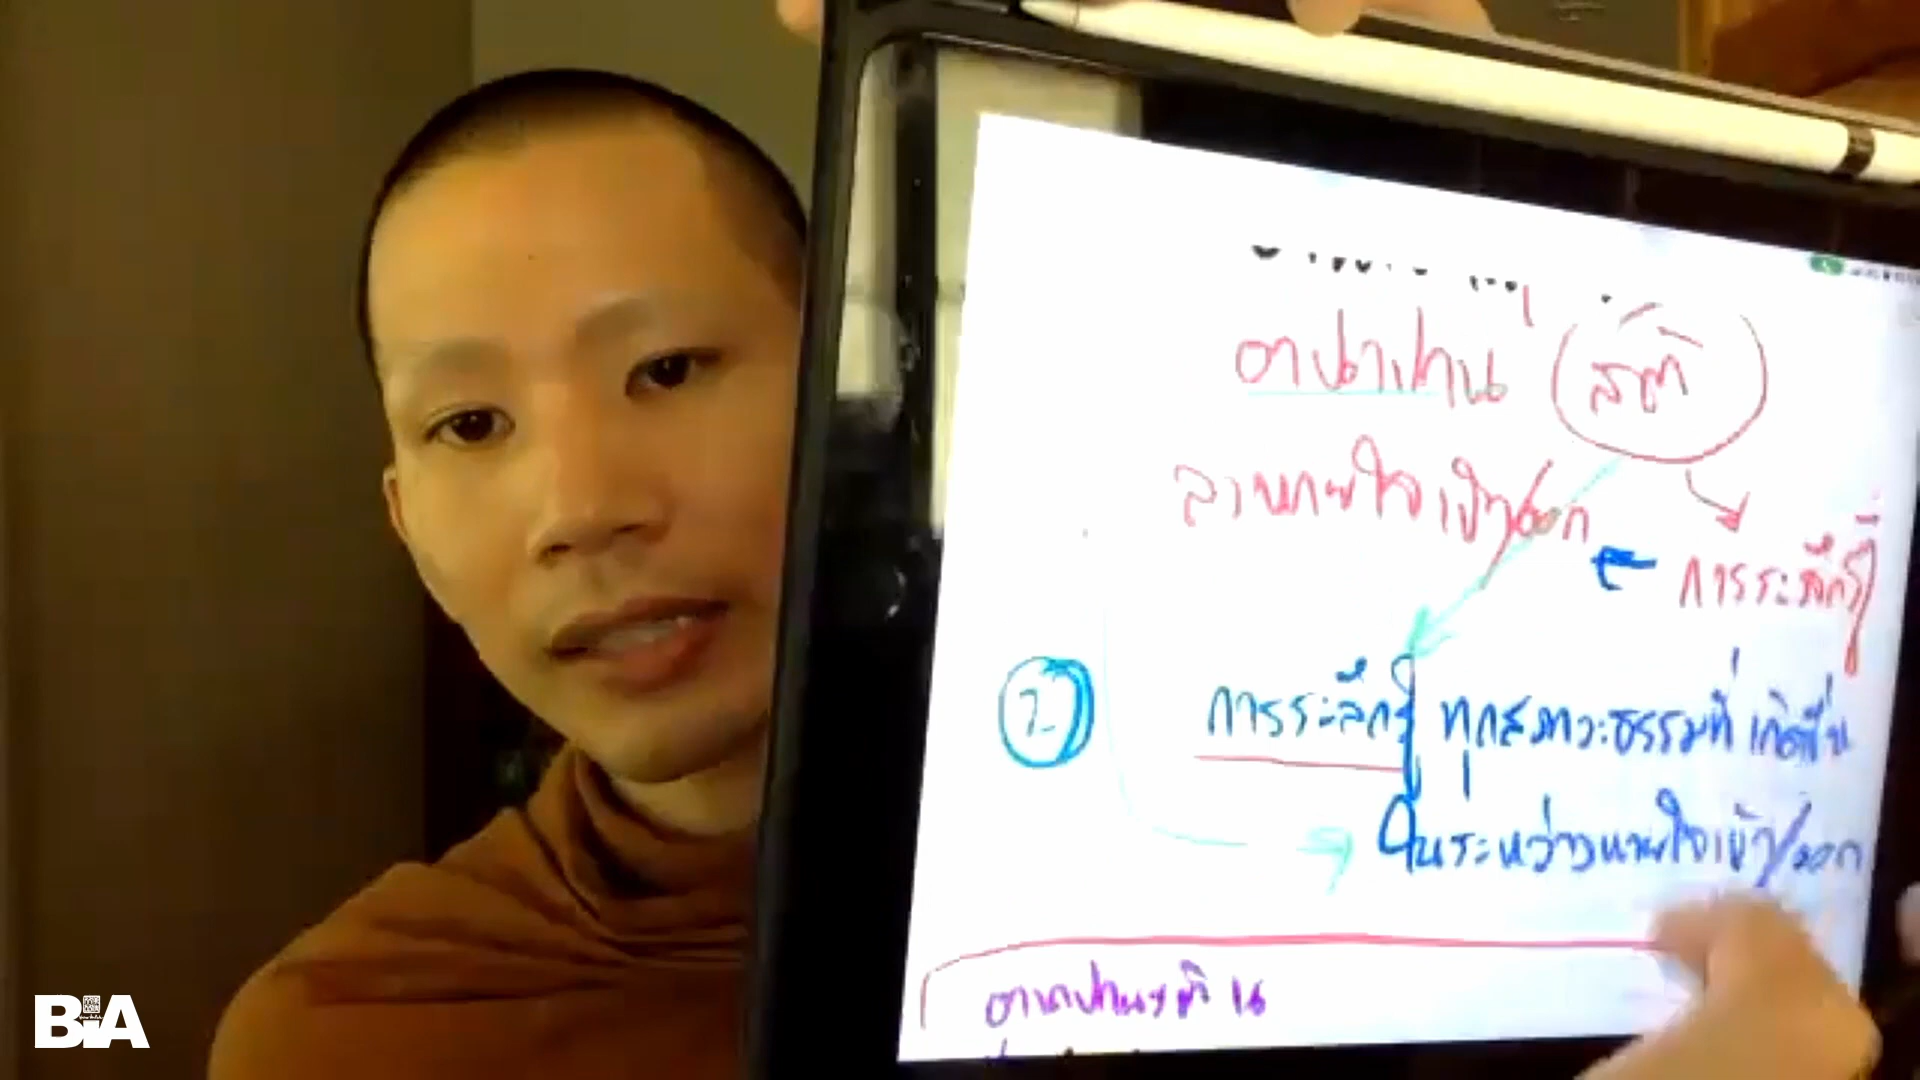 อานาปาน สติ
ลมหายใจเข้า/ออก
← การระลึกรู้
2 การระลึกรู้ ทุกสภาวะธรรมที่ เกิดขึ้น
ในระหว่างหายใจเข้า/ออก
อานาปานสติ 16
BIA